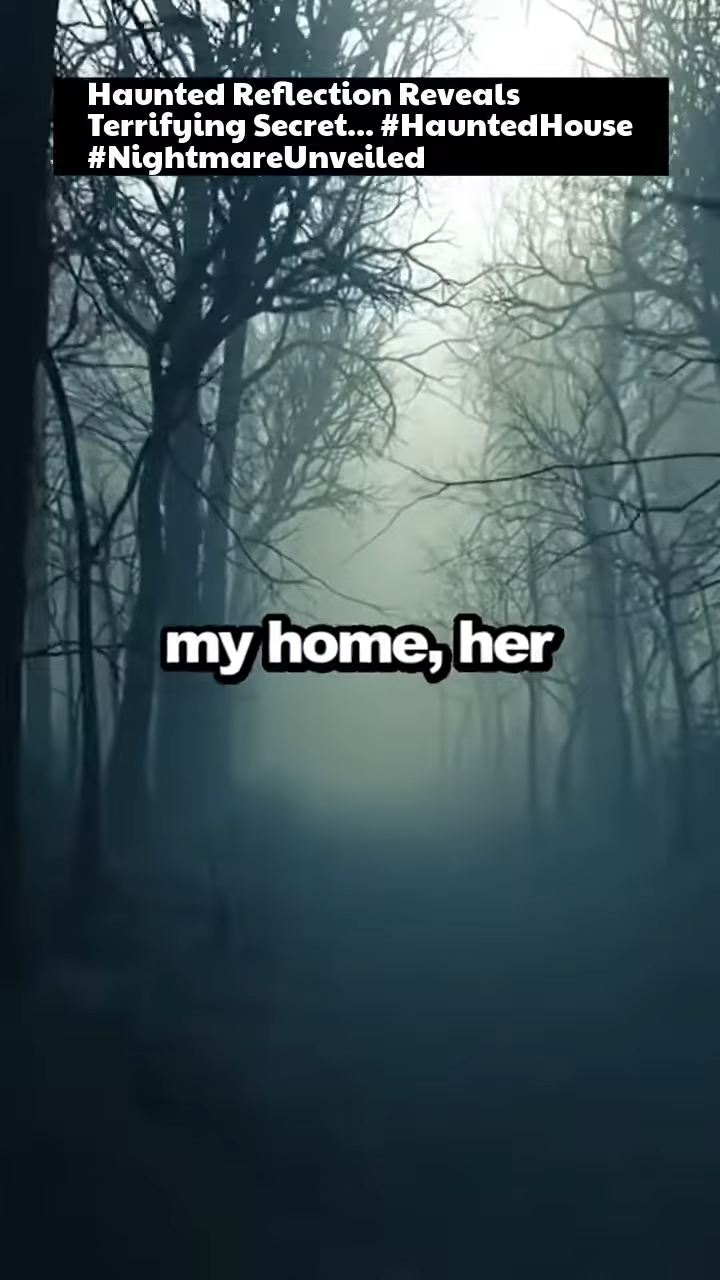 Haunted Reflection Reveals
Terrifying Secret... #HauntedHouse
#NightmareUnveiled
my home, her